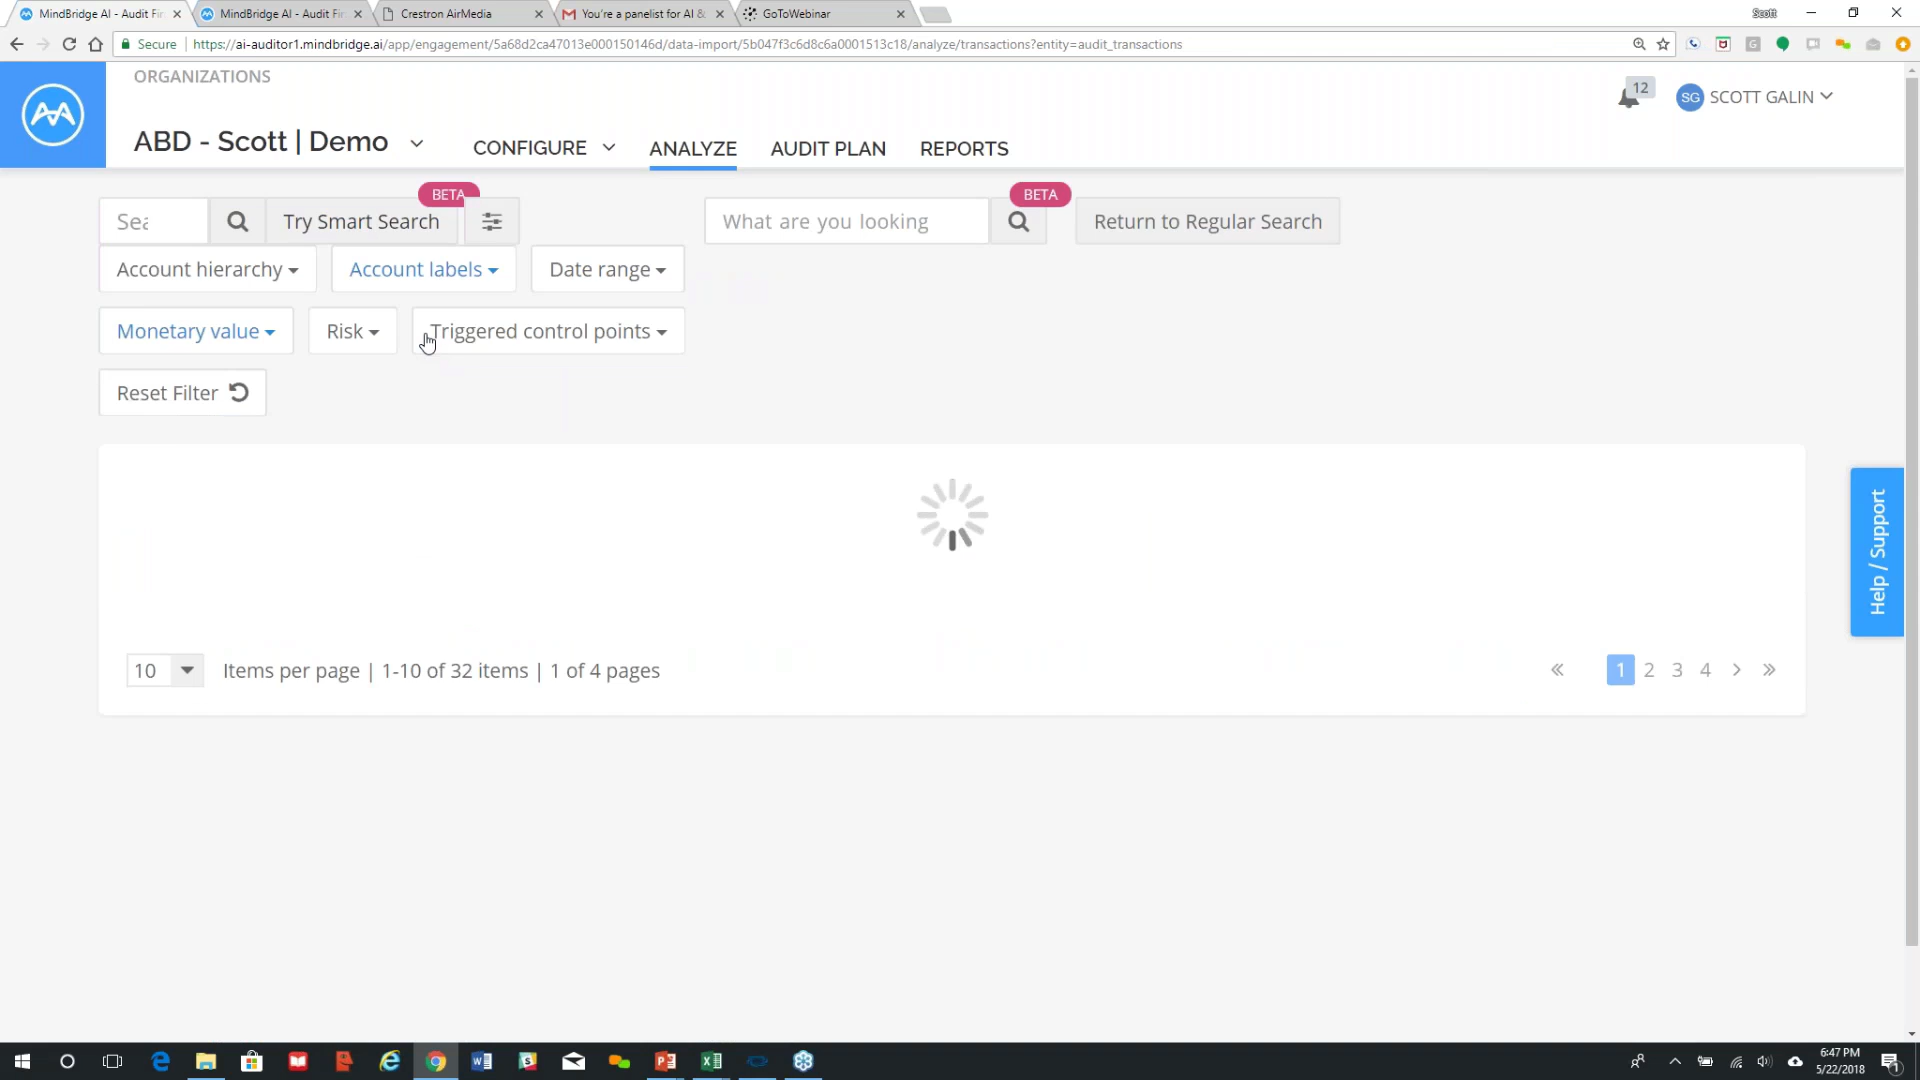 MindBridge AI - Audit Fir
MindBridge AI - Audit Fir
Crestron AirMedia
You're a panelist for AI &
GoToWebinar
Scott
Secure
https://ai-auditor1.mindbridge.ai/app/engagement/5a68d2ca47013e000150146d/data-import/5b047f3c6d8c6a0001513c18/analyze/transactions?entity=audit_transactions
ORGANIZATIONS
ABD - Scott | Demo
CONFIGURE
ANALYZE
AUDIT PLAN
REPORTS
12
SG
SCOTT GALIN
BETA
BETA
Sea
Try Smart Search
What are you looking
Return to Regular Search
Account hierarchy
Account labels
Date range
Monetary value
Risk
Triggered control points
Reset Filter
Help / Support
10
Items per page | 1-10 of 32 items | 1 of 4 pages
« 1 2 3 4 › »
6:47 PM
5/22/2018
1